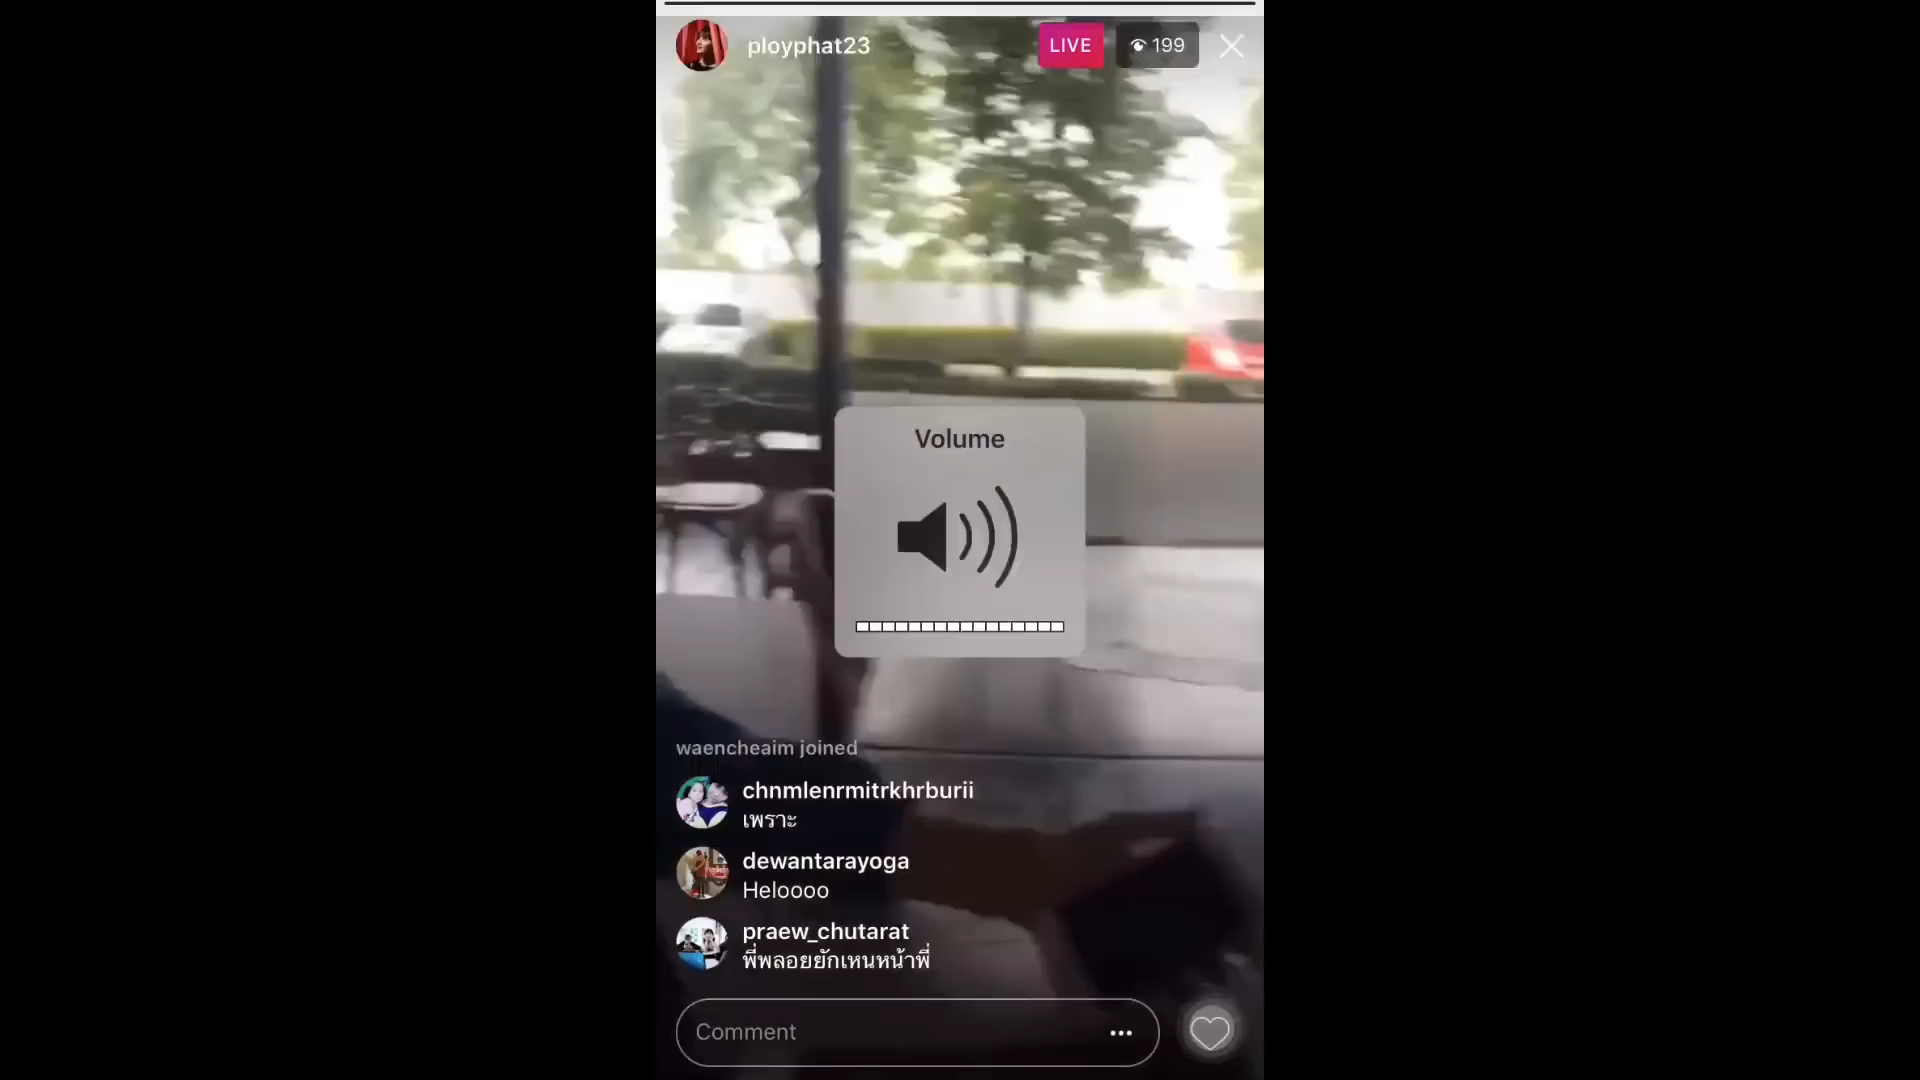 ployphat23
LIVE
199
Volume
waencheaim joined
chnmlenrmitrkhrburii
เพราะ
dewantarayoga
Heloooo
praew_chutarat
พี่พลอยยักเหนหน้าพี่
Comment